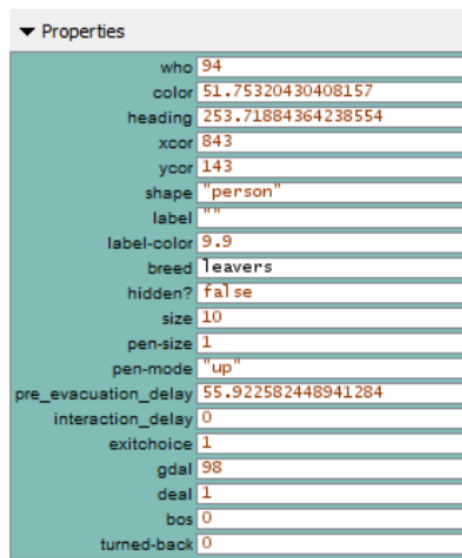 ▼ Properties
who 94
color 51.75320430408157
heading 253.71884364238554
xcor 843
ycor 143
shape "person"
label ""
label-color 9.9
breed leavers
hidden? false
size 10
pen-size 1
pen-mode "up"
pre_evacuation_delay 55.922582448941284
interaction_delay 0
exitchoice 1
gdal 98
deal 1
bos 0
turned-back 0